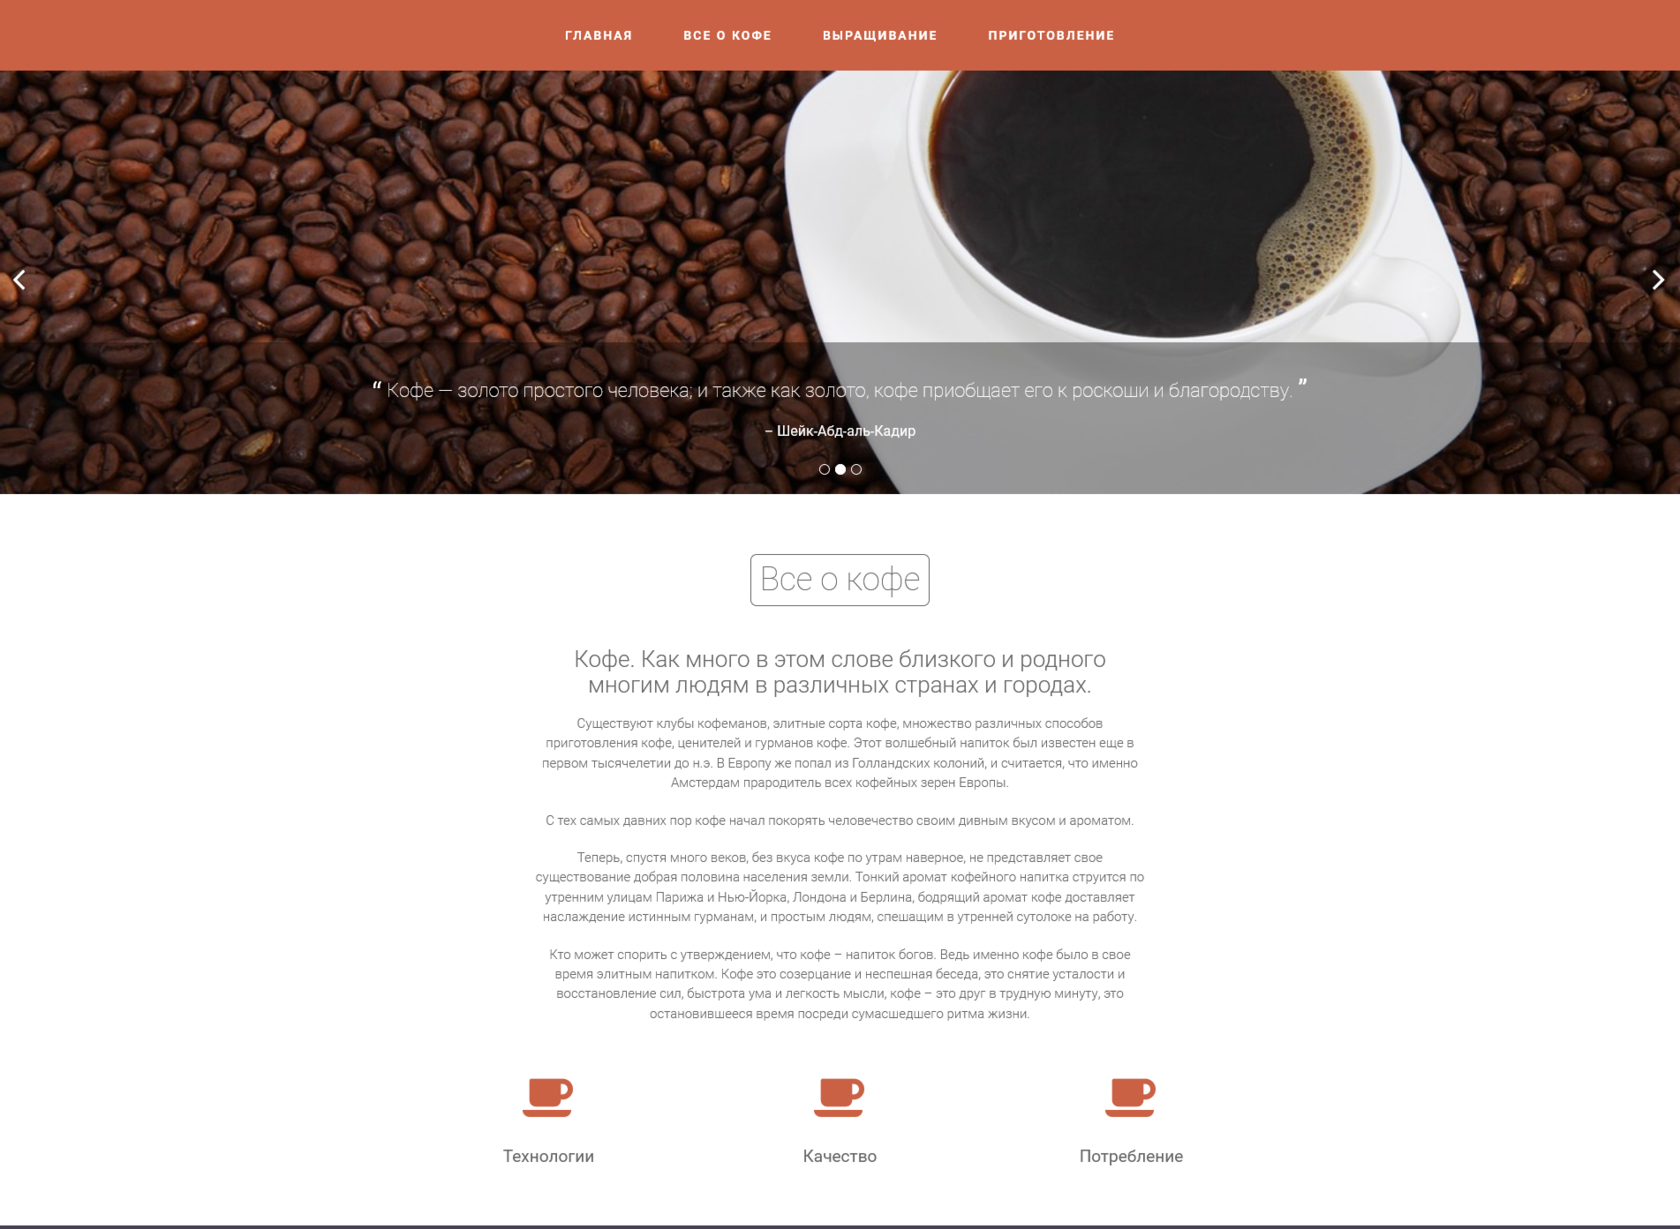 ГЛАВНАЯ ВСЕ О КОФЕ ВЫРАЩИВАНИЕ ПРИГОТОВЛЕНИЕ
“ Кофе — золото простого человека; и также как золото, кофе приобщает его к роскоши и благородству. ”
– Шейк-Абд-аль-Кадир
Все о кофе
Кофе. Как много в этом слове близкого и родного
многим людям в различных странах и городах.
Существуют клубы кофеманов, элитные сорта кофе, множество различных способов
приготовления кофе, ценителей и гурманов кофе. Этот волшебный напиток был известен еще в
первом тысячелетии до н.э. В Европу же попал из Голландских колоний, и считается, что именно
Амстердам прародитель всех кофейных зерен Европы.
С тех самых давних пор кофе начал покорять человечество своим дивным вкусом и ароматом.
Теперь, спустя много веков, без вкуса кофе по утрам наверное, не представляет свое
существование добрая половина населения земли. Тонкий аромат кофейного напитка струится по
утренним улицам Парижа и Нью-Йорка, Лондона и Берлина, бодрящий аромат кофе доставляет
наслаждение истинным гурманам, и простым людям, спешащим в утренней сутолоке на работу.
Кто может спорить с утверждением, что кофе – напиток богов. Ведь именно кофе было в свое
время элитным напитком. Кофе это созерцание и неспешная беседа, это снятие усталости и
восстановление сил, быстрота ума и легкость мысли, кофе – это друг в трудную минуту, это
остановившееся время посреди сумасшедшего ритма жизни.
Технологии Качество Потребление